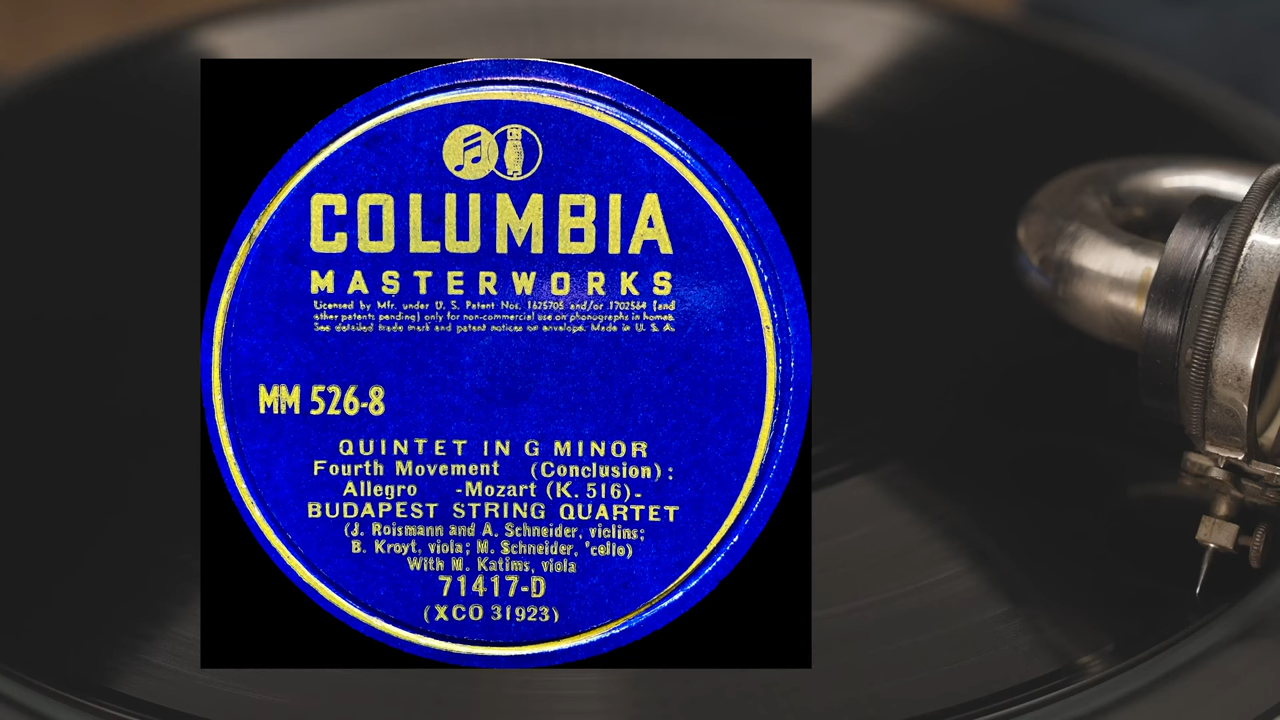 COLUMBIA
MASTERWORKS
Licensed by Mfr. under U. S. Patent Nos. 1625705 and/or 1702564 (and
other patents pending) only for non-commercial use on phonographs in homes.
See detailed trade mark and patent notices on envelope. Made in U. S. A.
MM 526-8
QUINTET IN G MINOR
Fourth Movement (Conclusion):
Allegro -Mozart (K. 516)-
BUDAPEST STRING QUARTET
(J. Roismann and A. Schneider, violins;
B. Kroyt, viola; M. Schneider, 'cello)
With M. Katims, viola
71417-D
(XCO 31923)